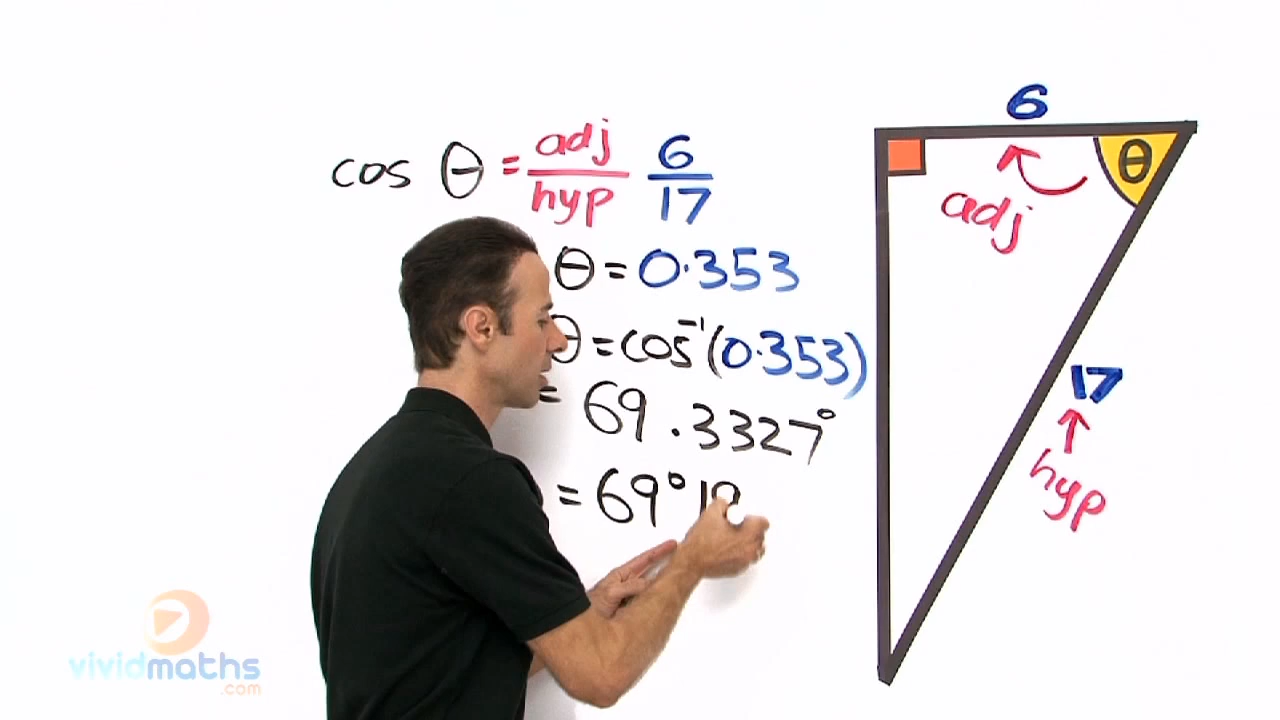 cos θ = adj/hyp 6/17
θ = 0.353
θ = cos⁻¹(0.353)
= 69.3327°
= 69°
6
θ
adj
17
hyp
vividmaths
.com